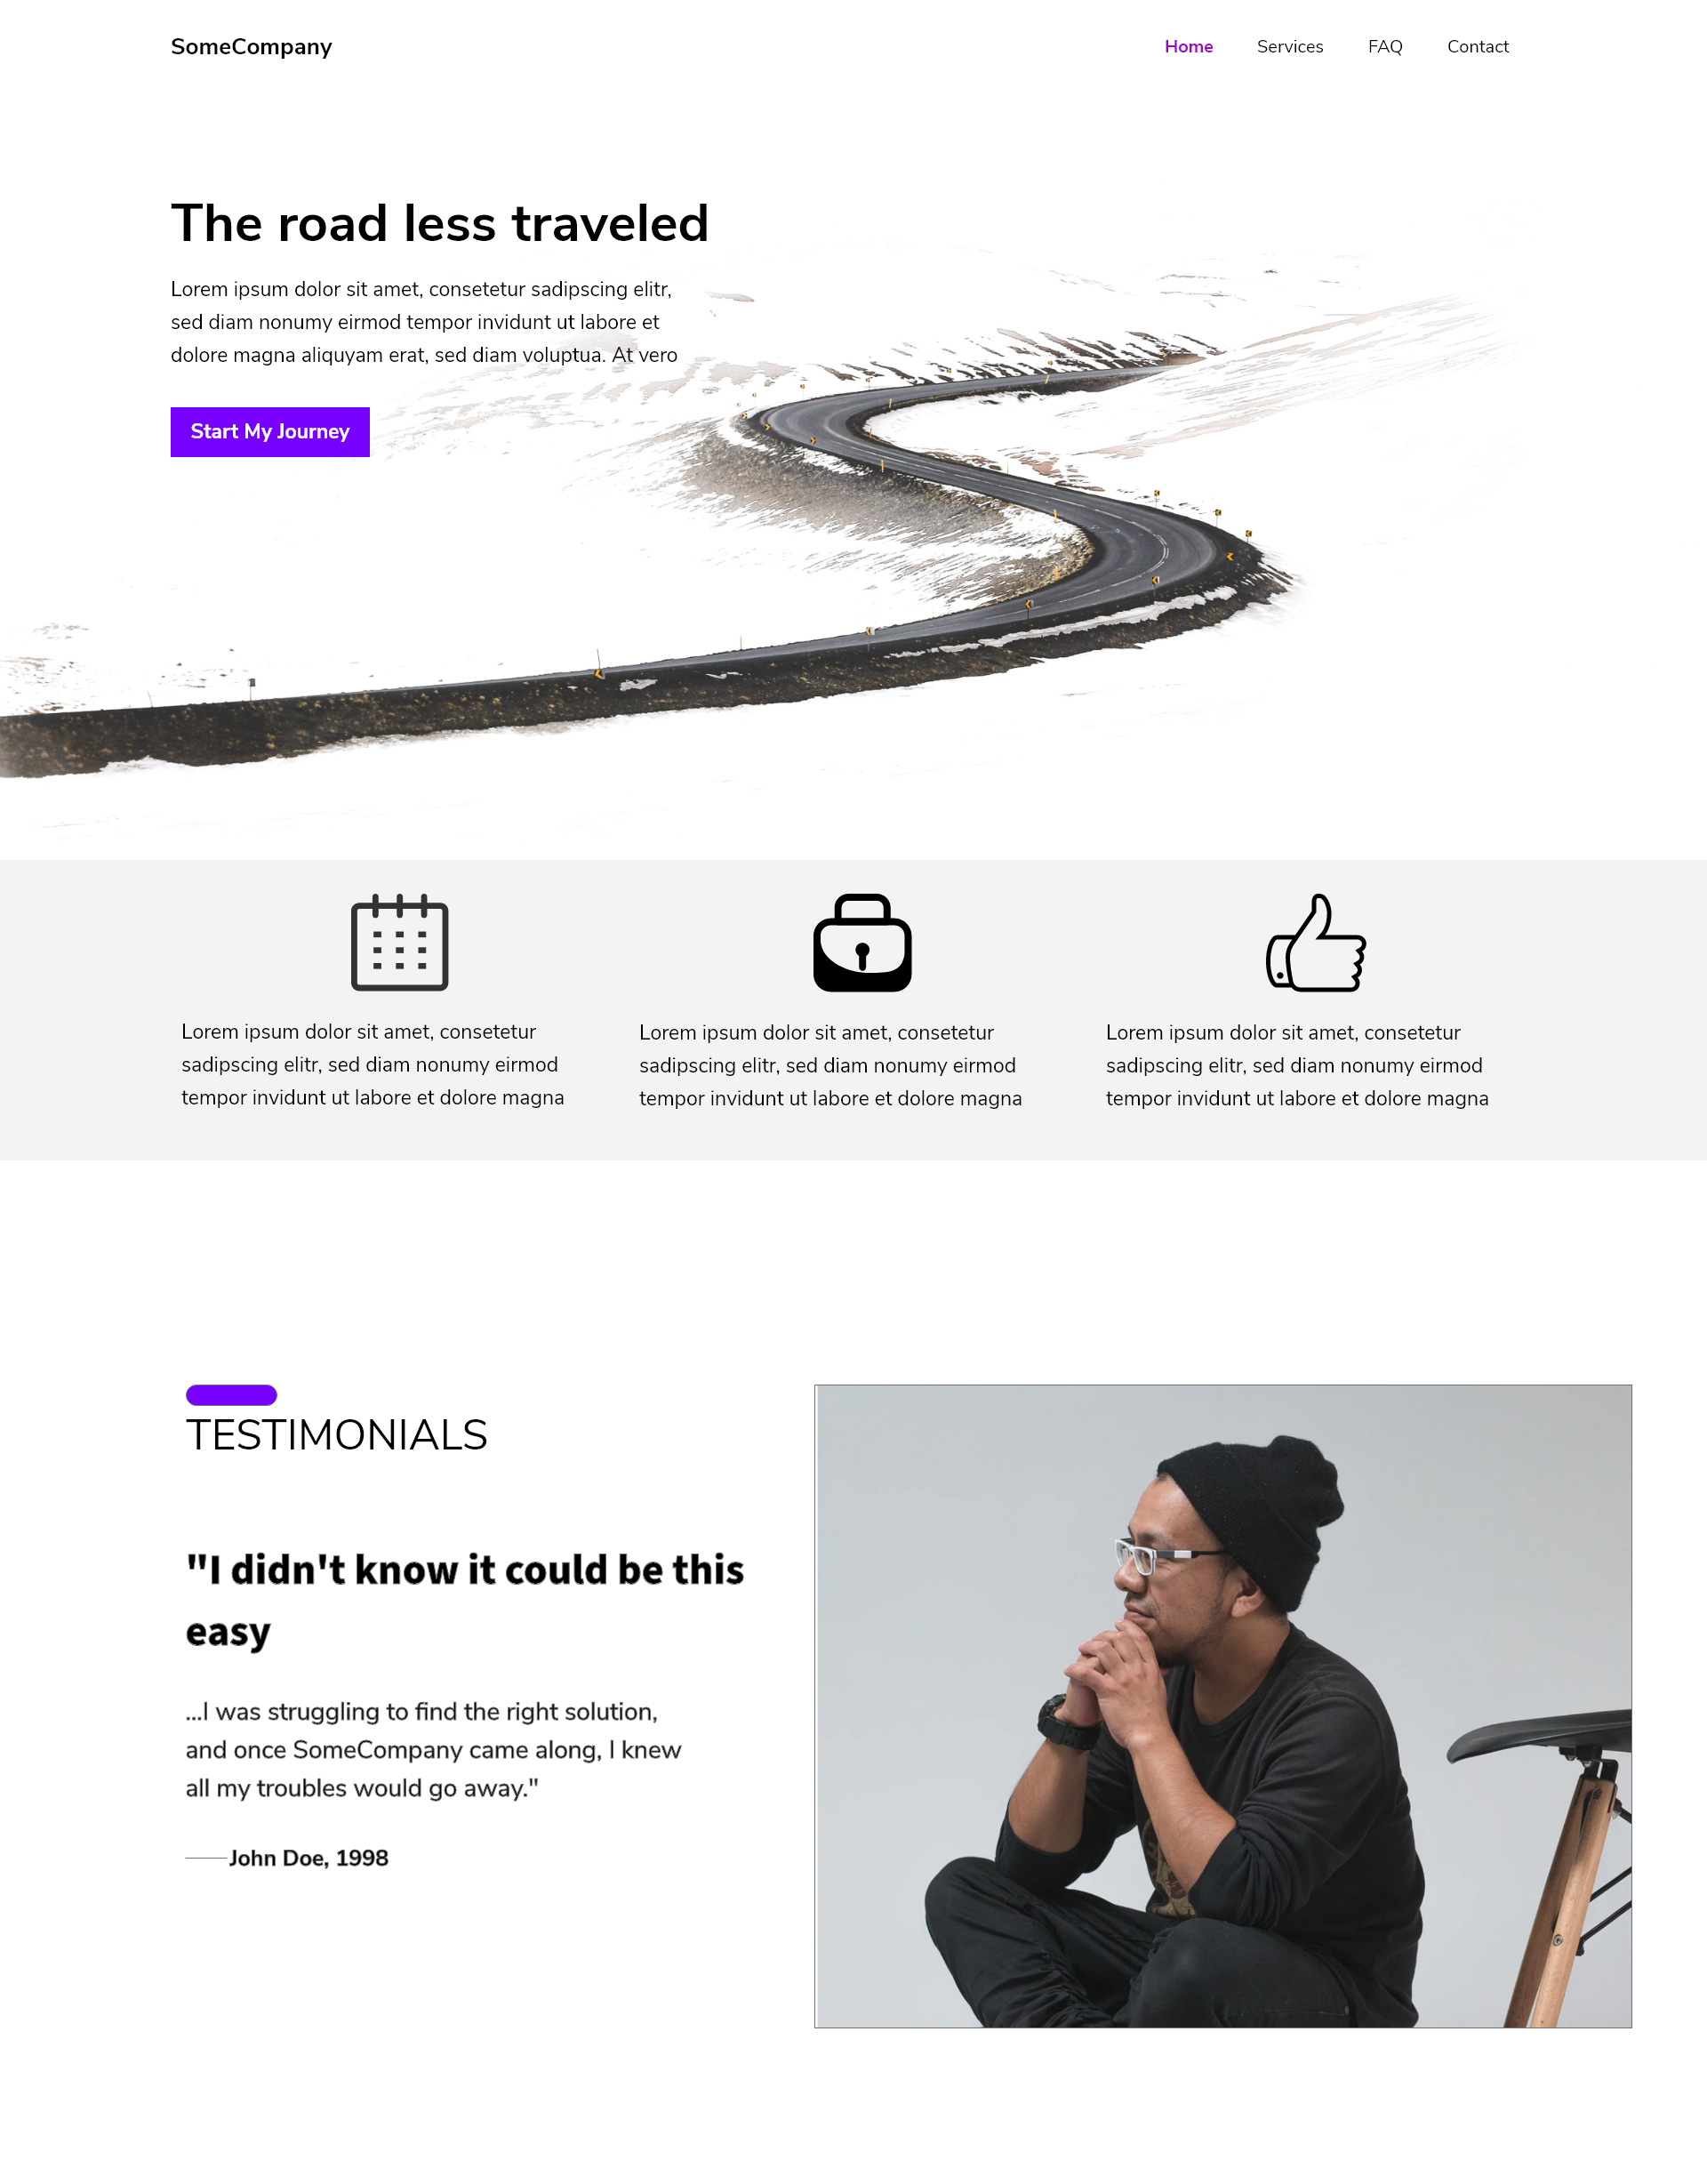 SomeCompany
Home Services FAQ Contact
The road less traveled
Lorem ipsum dolor sit amet, consetetur sadipscing elitr,
sed diam nonumy eirmod tempor invidunt ut labore et
dolore magna aliquyam erat, sed diam voluptua. At vero
Start My Journey
Lorem ipsum dolor sit amet, consetetur
sadipscing elitr, sed diam nonumy eirmod
tempor invidunt ut labore et dolore magna
Lorem ipsum dolor sit amet, consetetur
sadipscing elitr, sed diam nonumy eirmod
tempor invidunt ut labore et dolore magna
Lorem ipsum dolor sit amet, consetetur
sadipscing elitr, sed diam nonumy eirmod
tempor invidunt ut labore et dolore magna
TESTIMONIALS
"I didn't know it could be this
easy
...I was struggling to find the right solution,
and once SomeCompany came along, I knew
all my troubles would go away."
John Doe, 1998